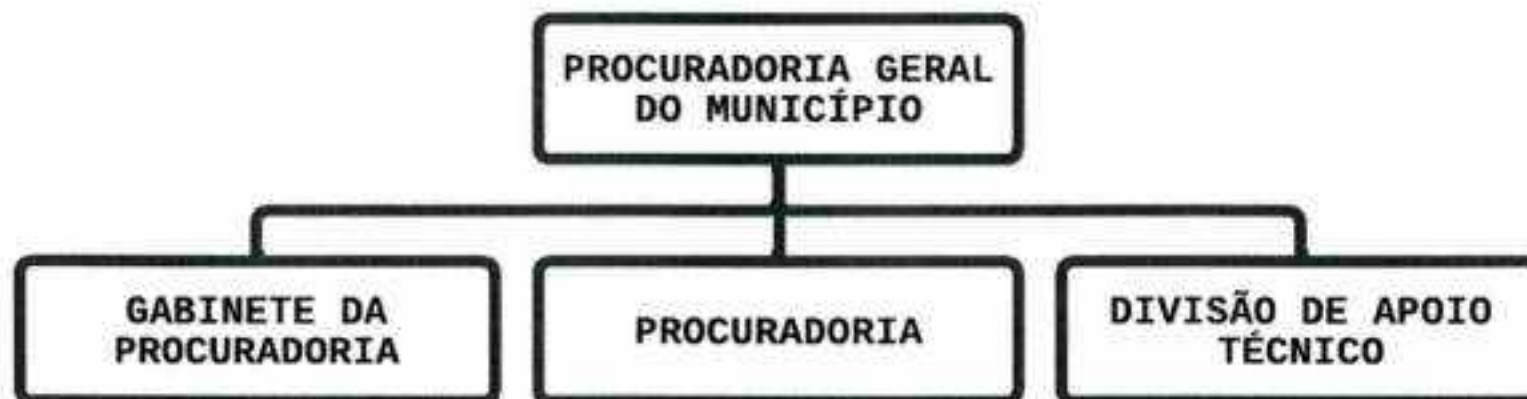 PROCURADORIA GERAL
DO MUNICÍPIO
GABINETE DA
PROCURADORIA
PROCURADORIA
DIVISÃO DE APOIO
TÉCNICO